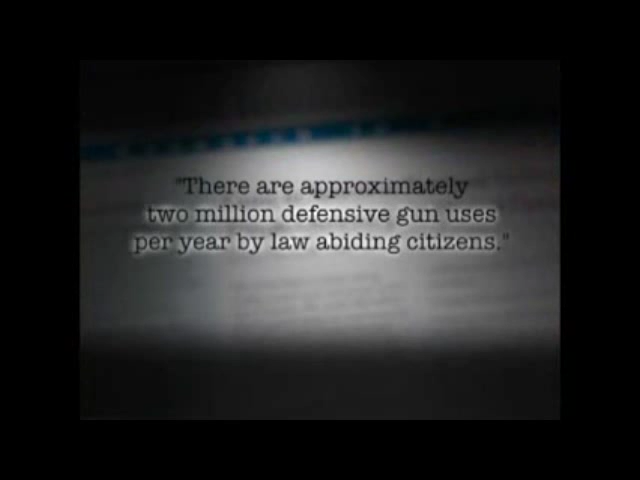 "There are approximately
two million defensive gun uses
per year by law abiding citizens."